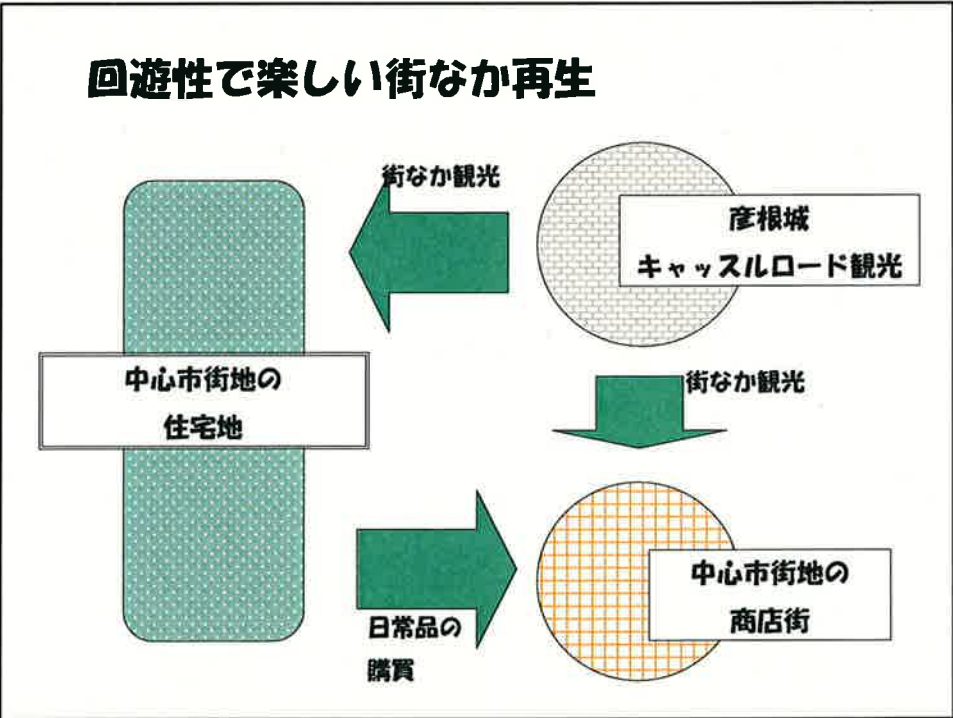 回遊性で楽しい街なか再生
街なか観光
彦根城
キャッスルロード観光
中心市街地の
住宅地
街なか観光
日常品の
購買
中心市街地の
商店街